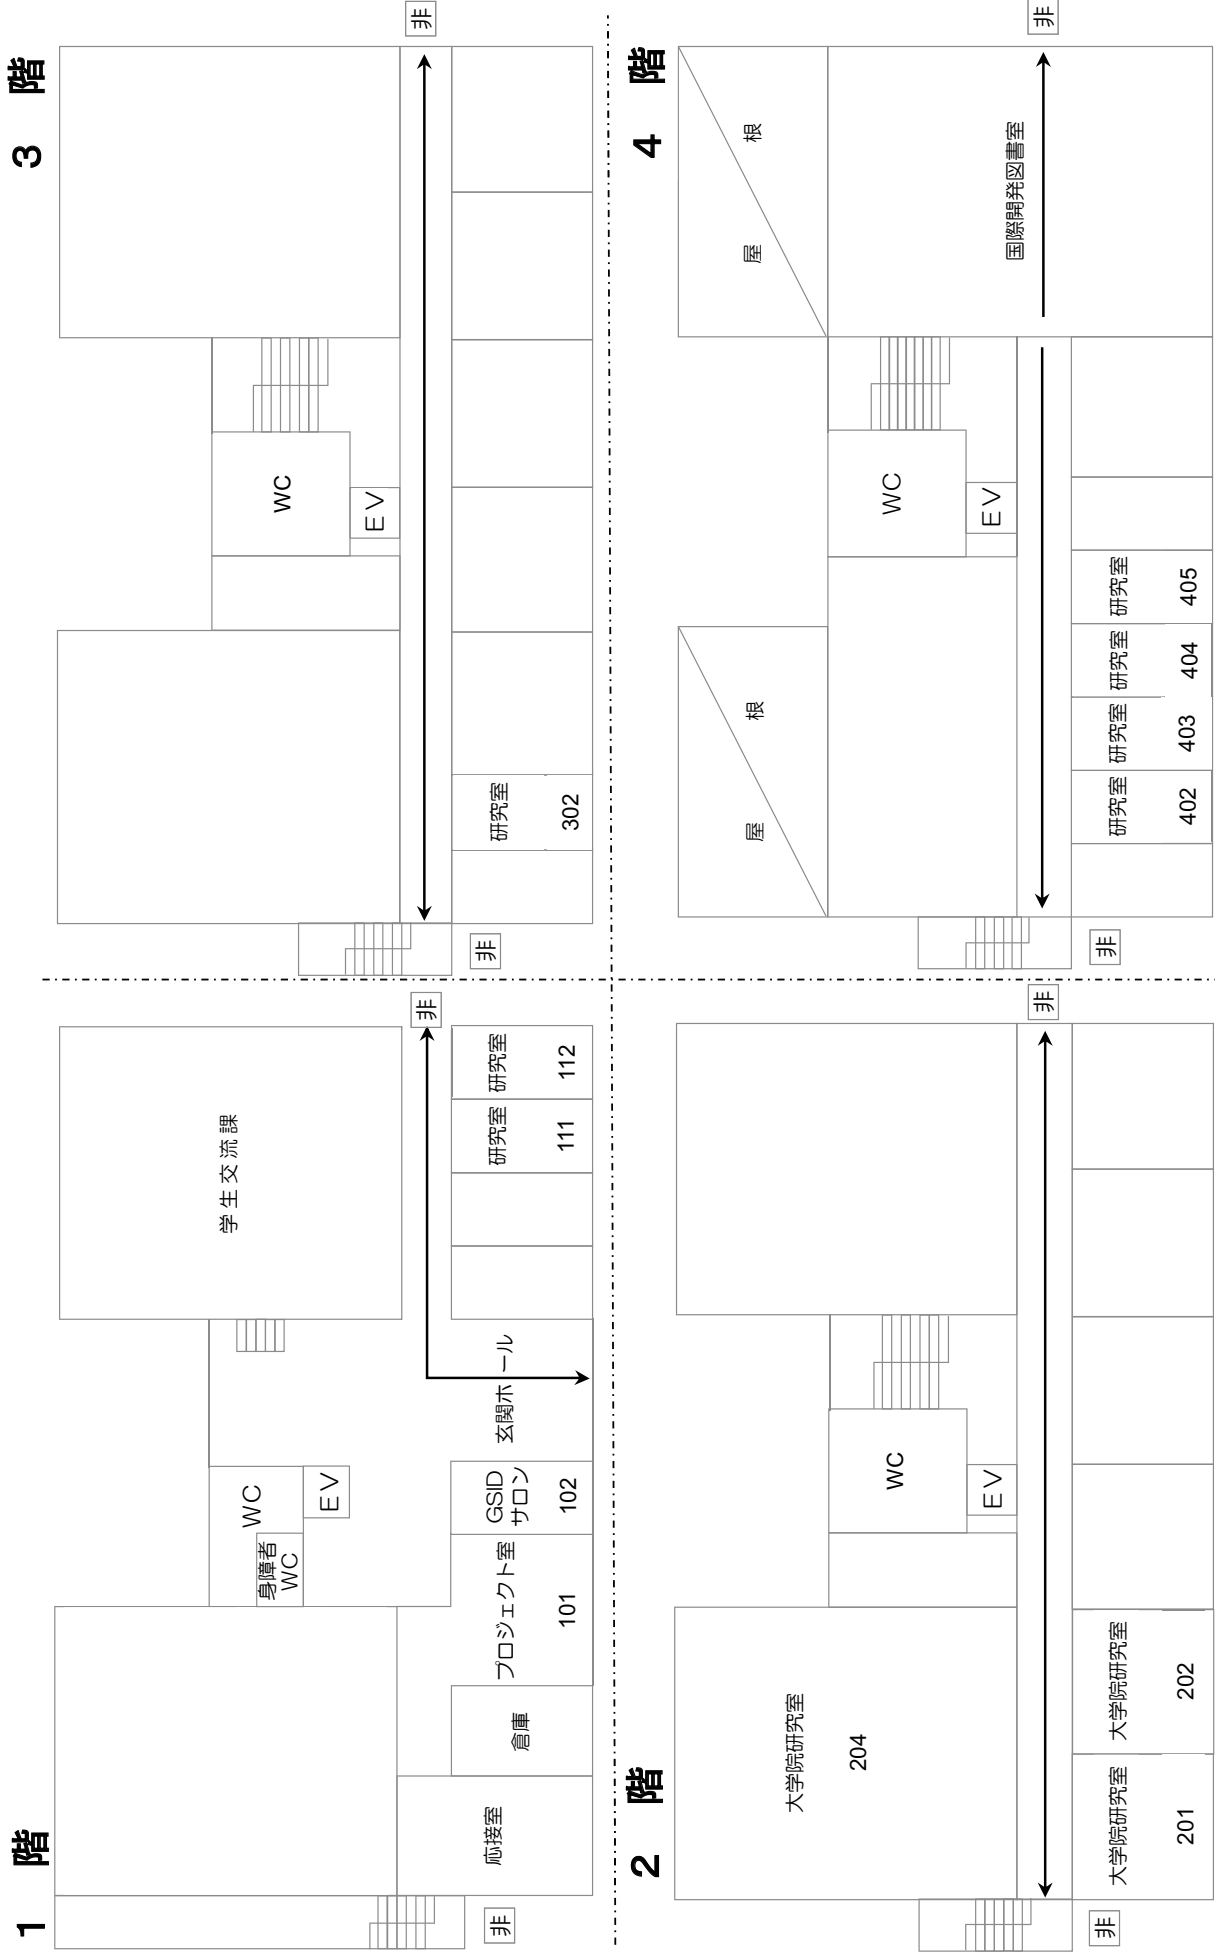 1 階
学生交流課
WC
身障者
WC
EV
玄関ホール
応接室
倉庫
プロジェクト室
101
GSID
サロン
102
研究室
111
研究室
112
非
非
2 階
大学院研究室
204
WC
EV
大学院研究室
201
大学院研究室
202
非
非
3 階
WC
EV
研究室
302
非
非
4 階
屋根
屋根
WC
EV
国際開発図書室
研究室
402
研究室
403
研究室
404
研究室
405
非
非